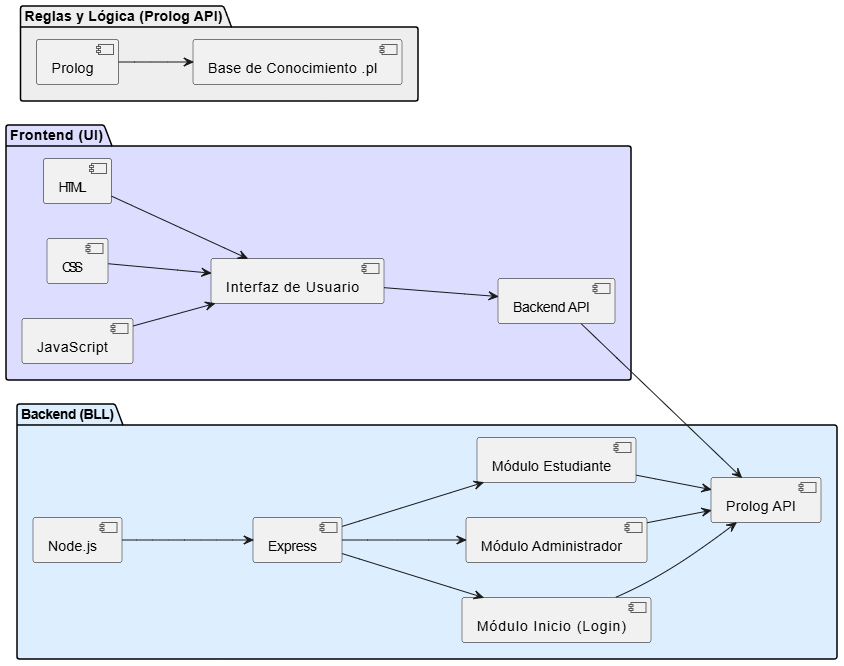 Reglas y Lógica (Prolog API)
Prolog
Base de Conocimiento .pl
Frontend (UI)
HTML
CSS
Interfaz de Usuario
Backend API
JavaScript
Backend (BLL)
Módulo Estudiante
Prolog API
Node.js
Express
Módulo Administrador
Módulo Inicio (Login)